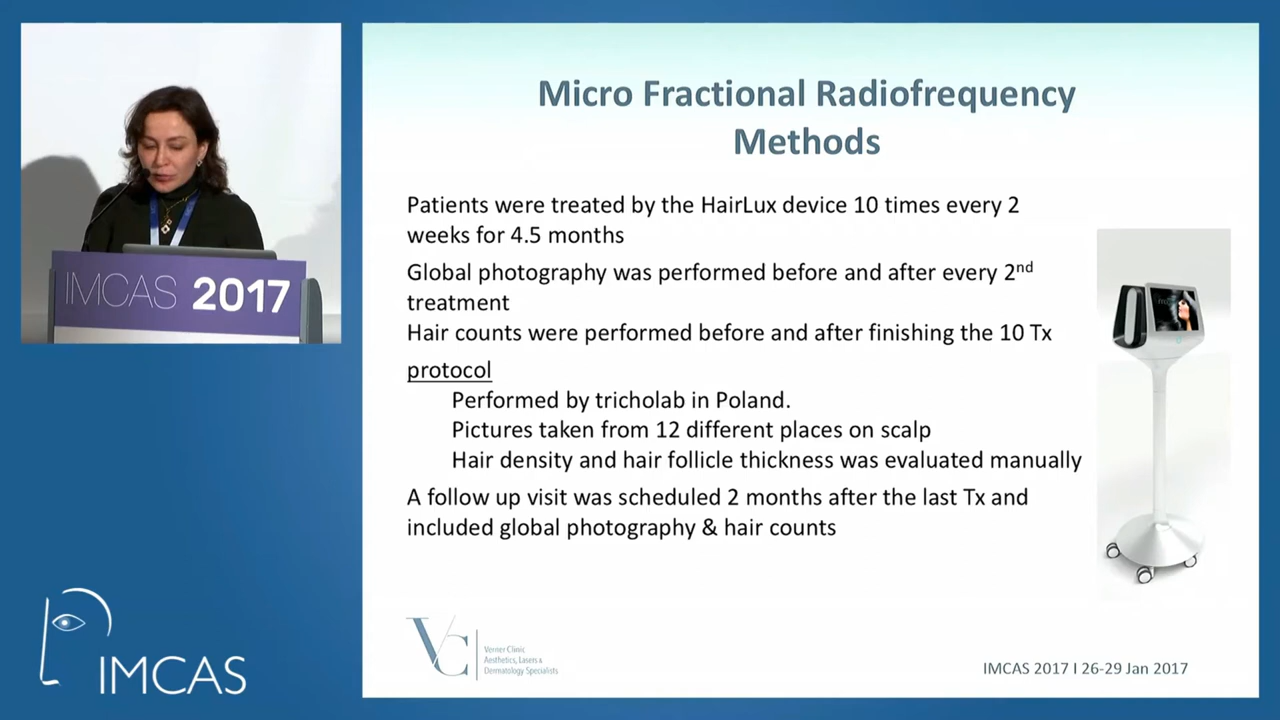 IMCAS 2017
Micro Fractional Radiofrequency
Methods
Patients were treated by the HairLux device 10 times every 2
weeks for 4.5 months
Global photography was performed before and after every 2nd
treatment
Hair counts were performed before and after finishing the 10 Tx
protocol
Performed by tricholab in Poland.
Pictures taken from 12 different places on scalp
Hair density and hair follicle thickness was evaluated manually
A follow up visit was scheduled 2 months after the last Tx and
included global photography & hair counts
VC
Verner Clinic
Aesthetics, Lasers &
Dermatology Specialists
IMCAS 2017 I 26-29 Jan 2017
IMCAS